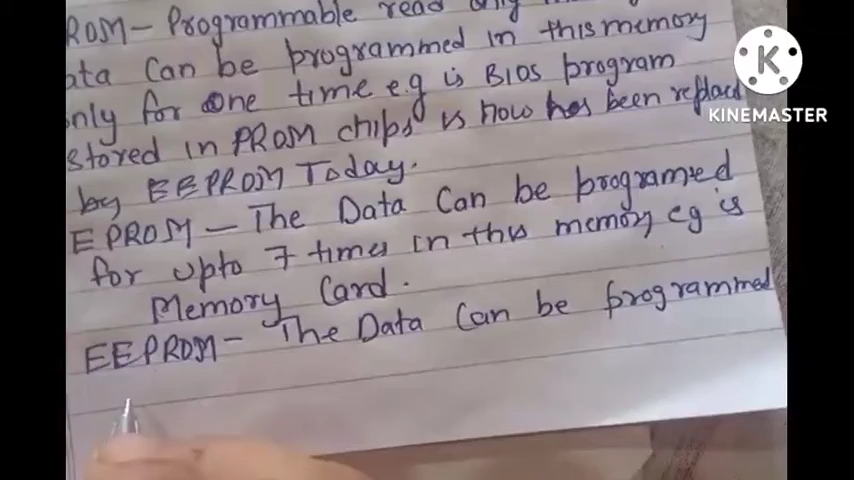 ROM - Programmable read only
ata Can be programmed in this memory
only for One time e.g is BIOS program
stored in PROM chips is now has been replaced
by EEPROM Today.
EPROM - The Data Can be programed
for upto 7 times in this memory eg is
Memory Card.
EEPROM - The Data Can be programmed
K
KINEMASTER